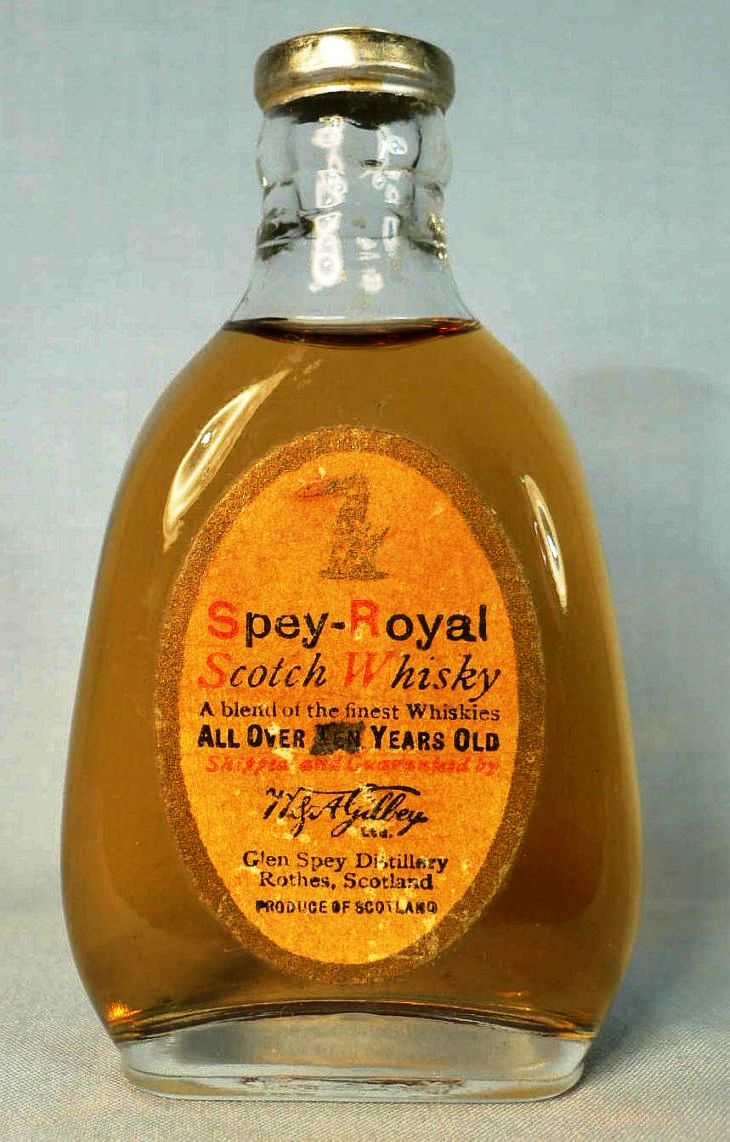 Spey-Royal
Scotch Whisky
A blend of the finest Whiskies
ALL OVER TEN YEARS OLD
Shipped and Guaranteed by
W&A Gilbey
Ltd.
Glen Spey Distillery
Rothes, Scotland
PRODUCE OF SCOTLAND